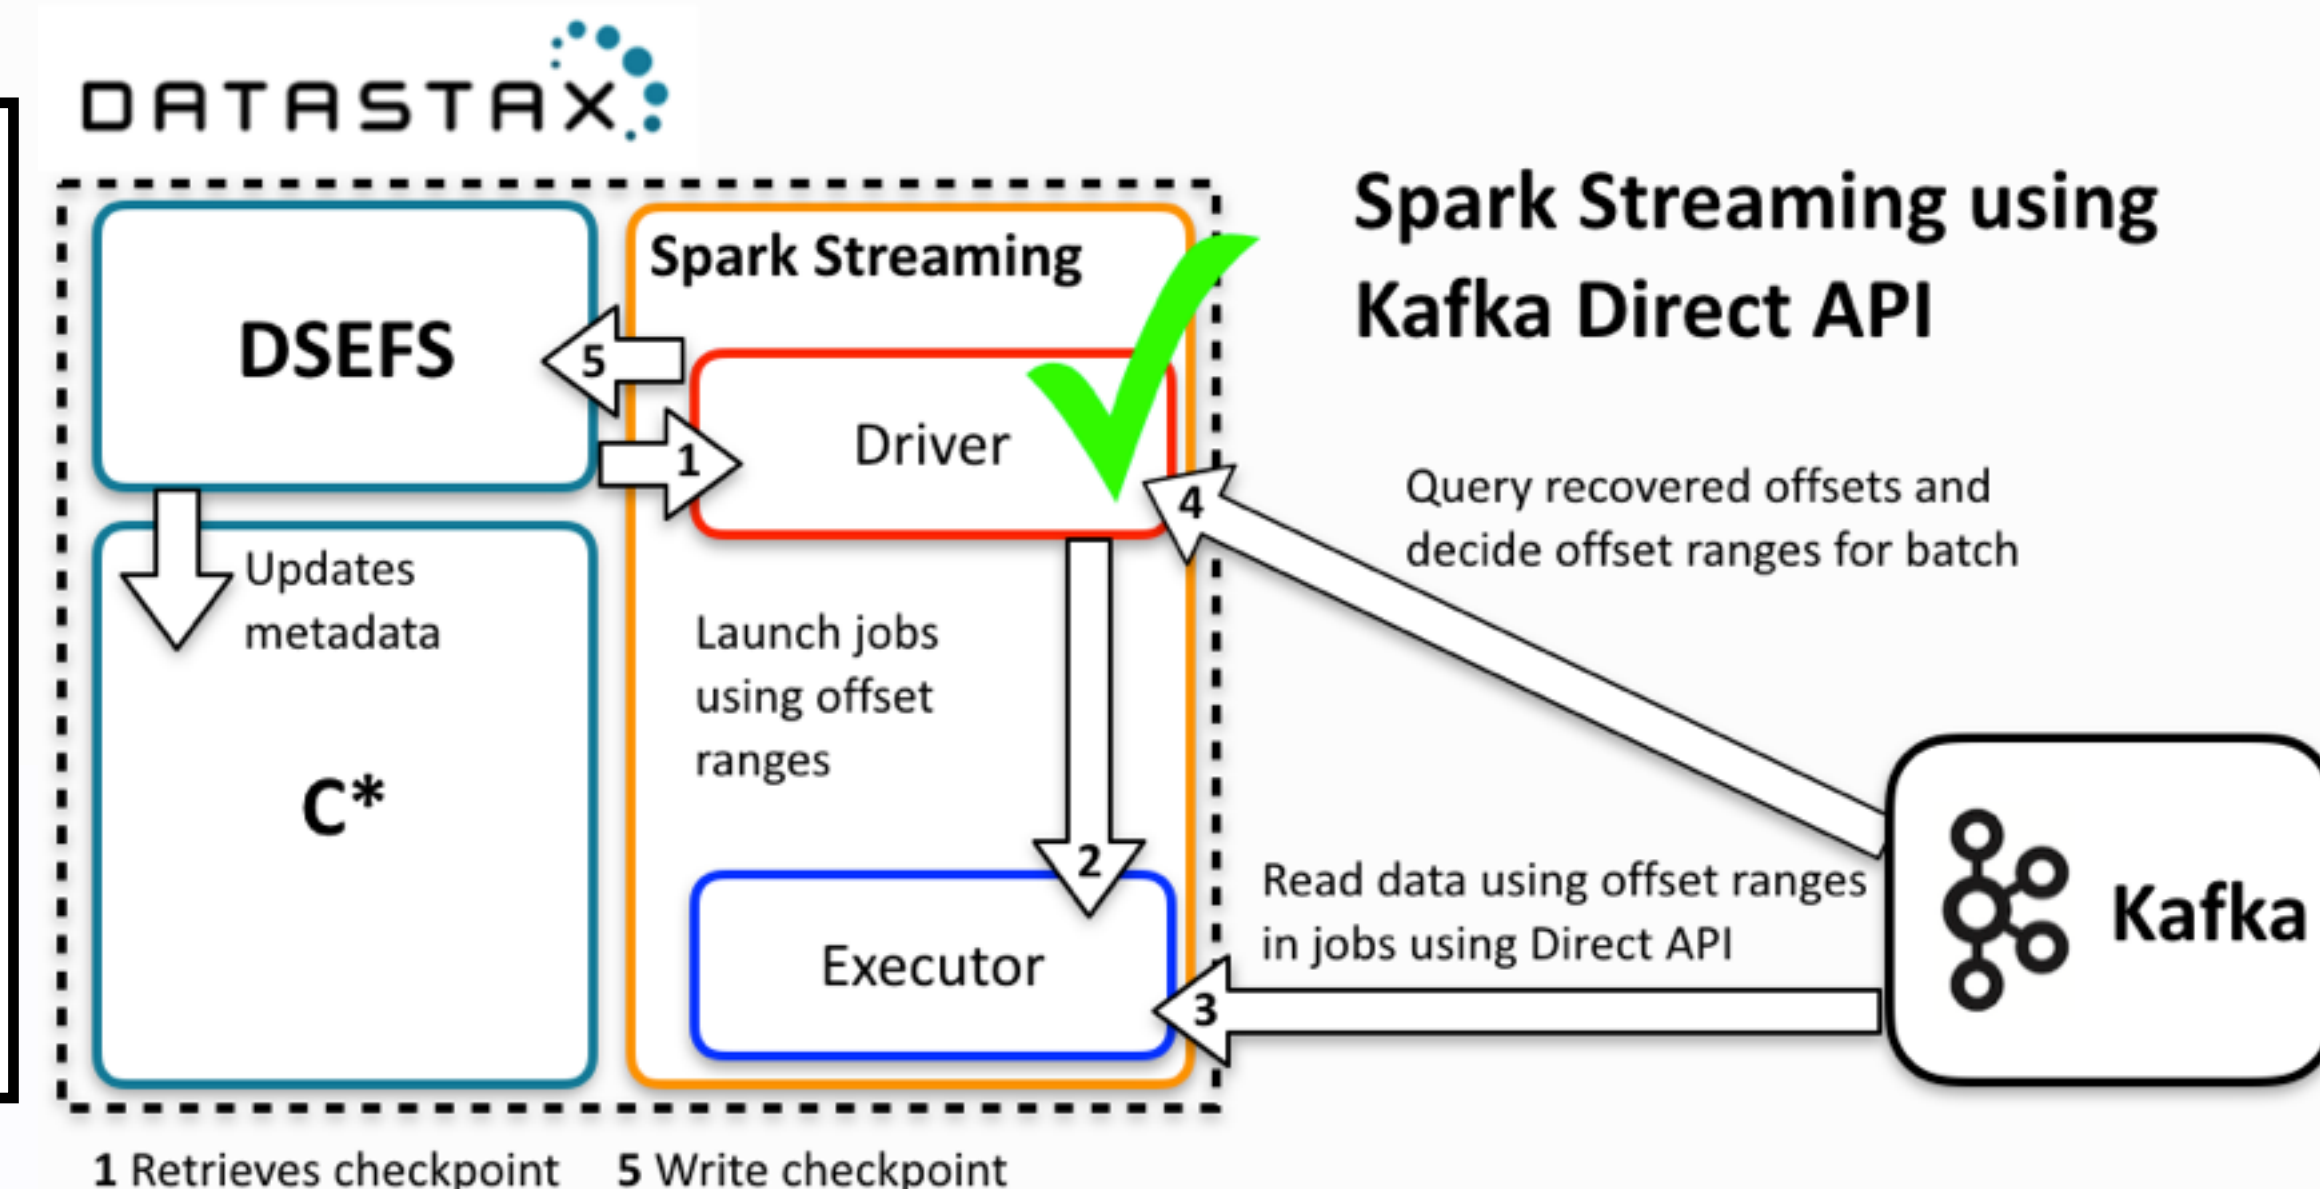 DATASTAX
Spark Streaming using
Kafka Direct API
DSEFS
Spark Streaming
5
1
Driver
4
Query recovered offsets and
decide offset ranges for batch
Updates
metadata
C*
Launch jobs
using offset
ranges
2
Executor
Read data using offset ranges
in jobs using Direct API
3
Kafka
1 Retrieves checkpoint
5 Write checkpoint